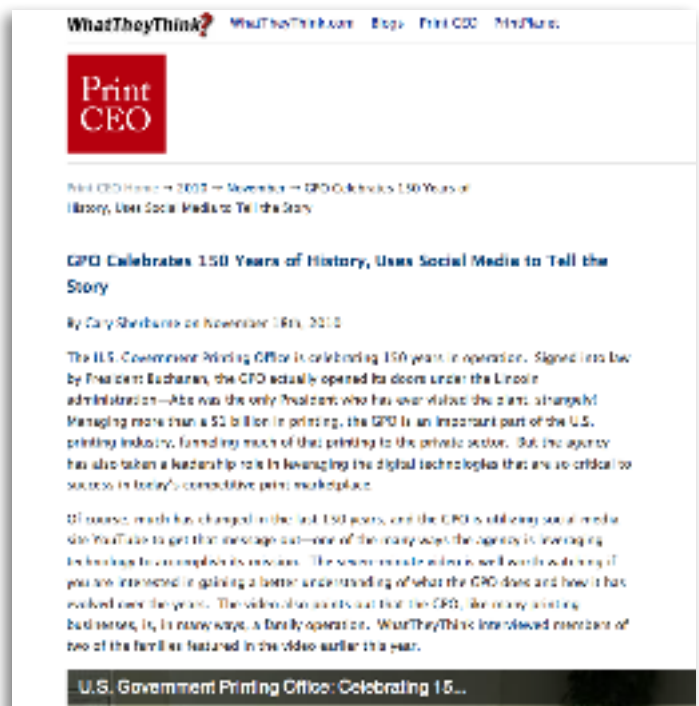 WhatTheyThink? WhatTheyThink.com Blogs Print CEO PrintPlanet
Print
CEO
Print CEO Home → 2010 → November → GPO Celebrates 150 Years of
History, Uses Social Media to Tell the Story
GPO Celebrates 150 Years of History, Uses Social Media to Tell the
Story
By Cary Sherburne on November 18th, 2010
The U.S. Government Printing Office is celebrating 150 years in operation. Signed into law
by President Buchanan, the GPO actually opened its doors under the Lincoln
administration—Abe was the only President who has ever visited the plant, strangely!
Managing more than a $1 billion in printing, the GPO is an important part of the U.S.
printing industry, funneling much of that printing to the private sector. But the agency
has also taken a leadership role in leveraging the digital technologies that are so critical to
success in today's competitive print marketplace.
Of course, much has changed in the last 150 years, and the GPO is utilizing social media
site YouTube to get that message out—one of the many ways the agency is leveraging
technology to accomplish its mission. The seven-minute video is well worth watching if
you are interested in gaining a better understanding of what the GPO does and how it has
evolved over the years. The video also points out that the GPO, like many printing
businesses, is, in many ways, a family operation. WhatTheyThink interviewed members of
two of the families featured in the video earlier this year.
U.S. Government Printing Office: Celebrating 15...